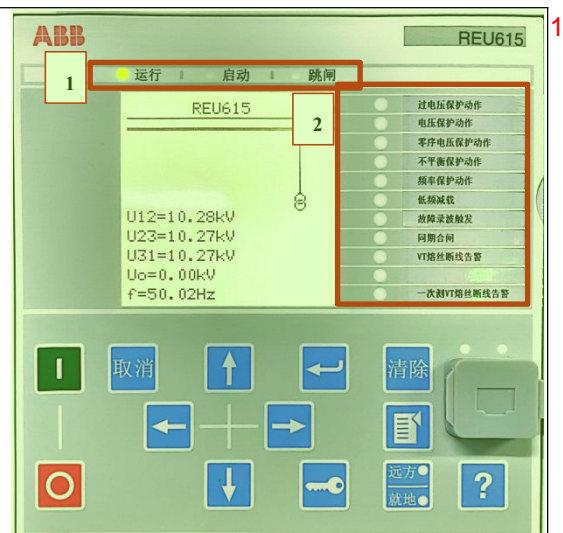 ABB
REU615
1
1
运行 启动 跳闸
REU615
2
U12=10.28kV
U23=10.27kV
U31=10.27kV
Uo=0.00kV
f=50.02Hz
过电压保护动作
电压保护动作
零序电压保护动作
不平衡保护动作
频率保护动作
低频减载
故障录波触发
同期合闸
VT熔丝断线告警
一次侧VT熔丝断线告警
I
取消
清除
O
远方
就地
?